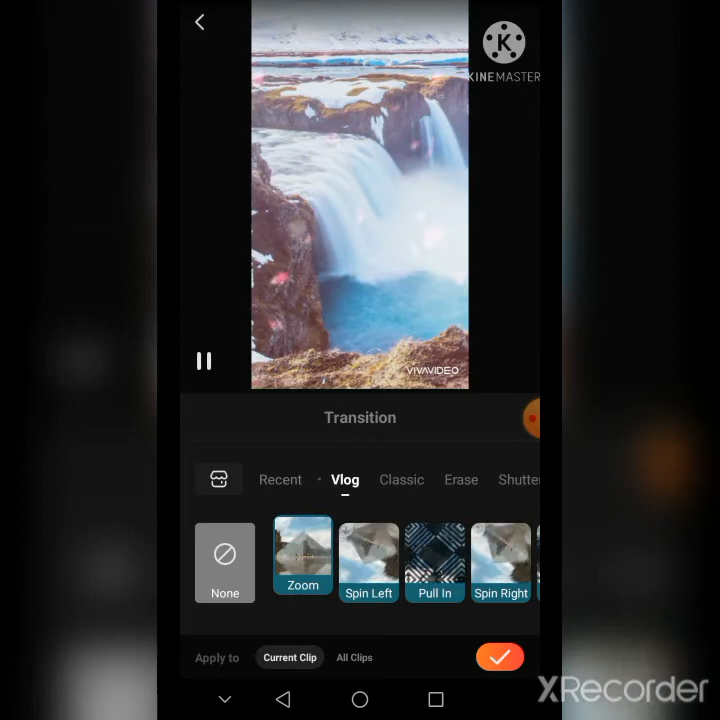 K
KINEMASTER
VIVAVIDEO
Transition
Recent
Vlog
Classic
Erase
Shutte
None
Zoom
Spin Left
Pull In
Spin Right
Apply to
Current Clip
All Clips
XRecorder